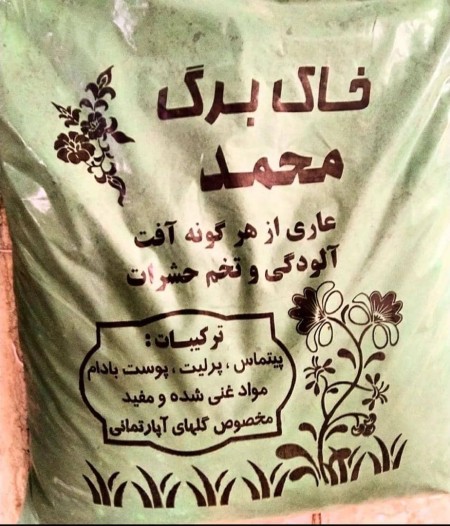 خاک برگ
محمد
عاری از هر گونه آفت
آلودگی و تخم حشرات
ترکیبات :
پیتماس ، پرلیت ، پوست بادام
مواد غنی شده و مفید
مخصوص گلهای آپارتمانی